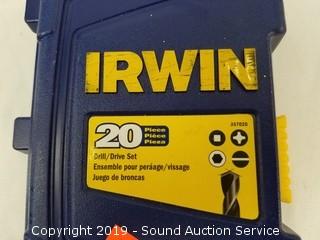 IRWIN
20 Piece
Pièce
Pieza
357020
Drill/Drive Set
Ensemble pour perçage/vissage
Juego de broncas
Copyright 2019 - Sound Auction Service